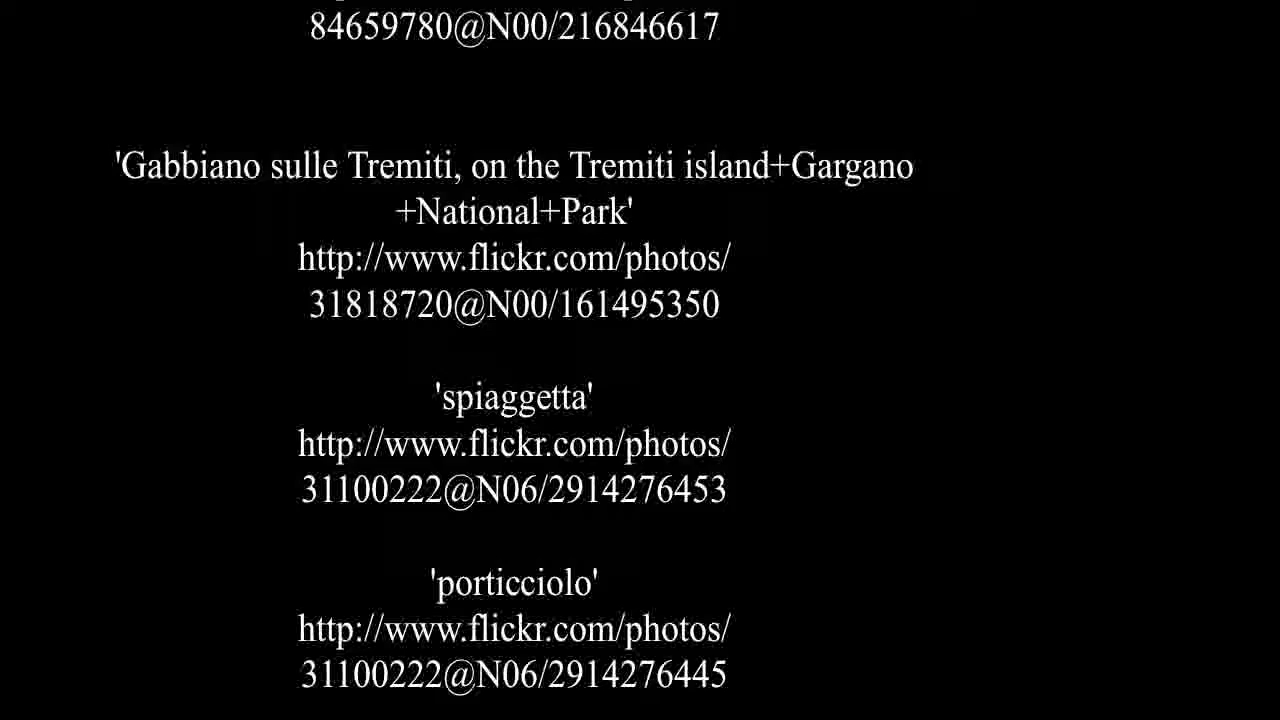 84659780@N00/216846617
'Gabbiano sulle Tremiti, on the Tremiti island+Gargano
+National+Park'
http://www.flickr.com/photos/
31818720@N00/161495350
'spiaggetta'
http://www.flickr.com/photos/
31100222@N06/2914276453
'porticciolo'
http://www.flickr.com/photos/
31100222@N06/2914276445